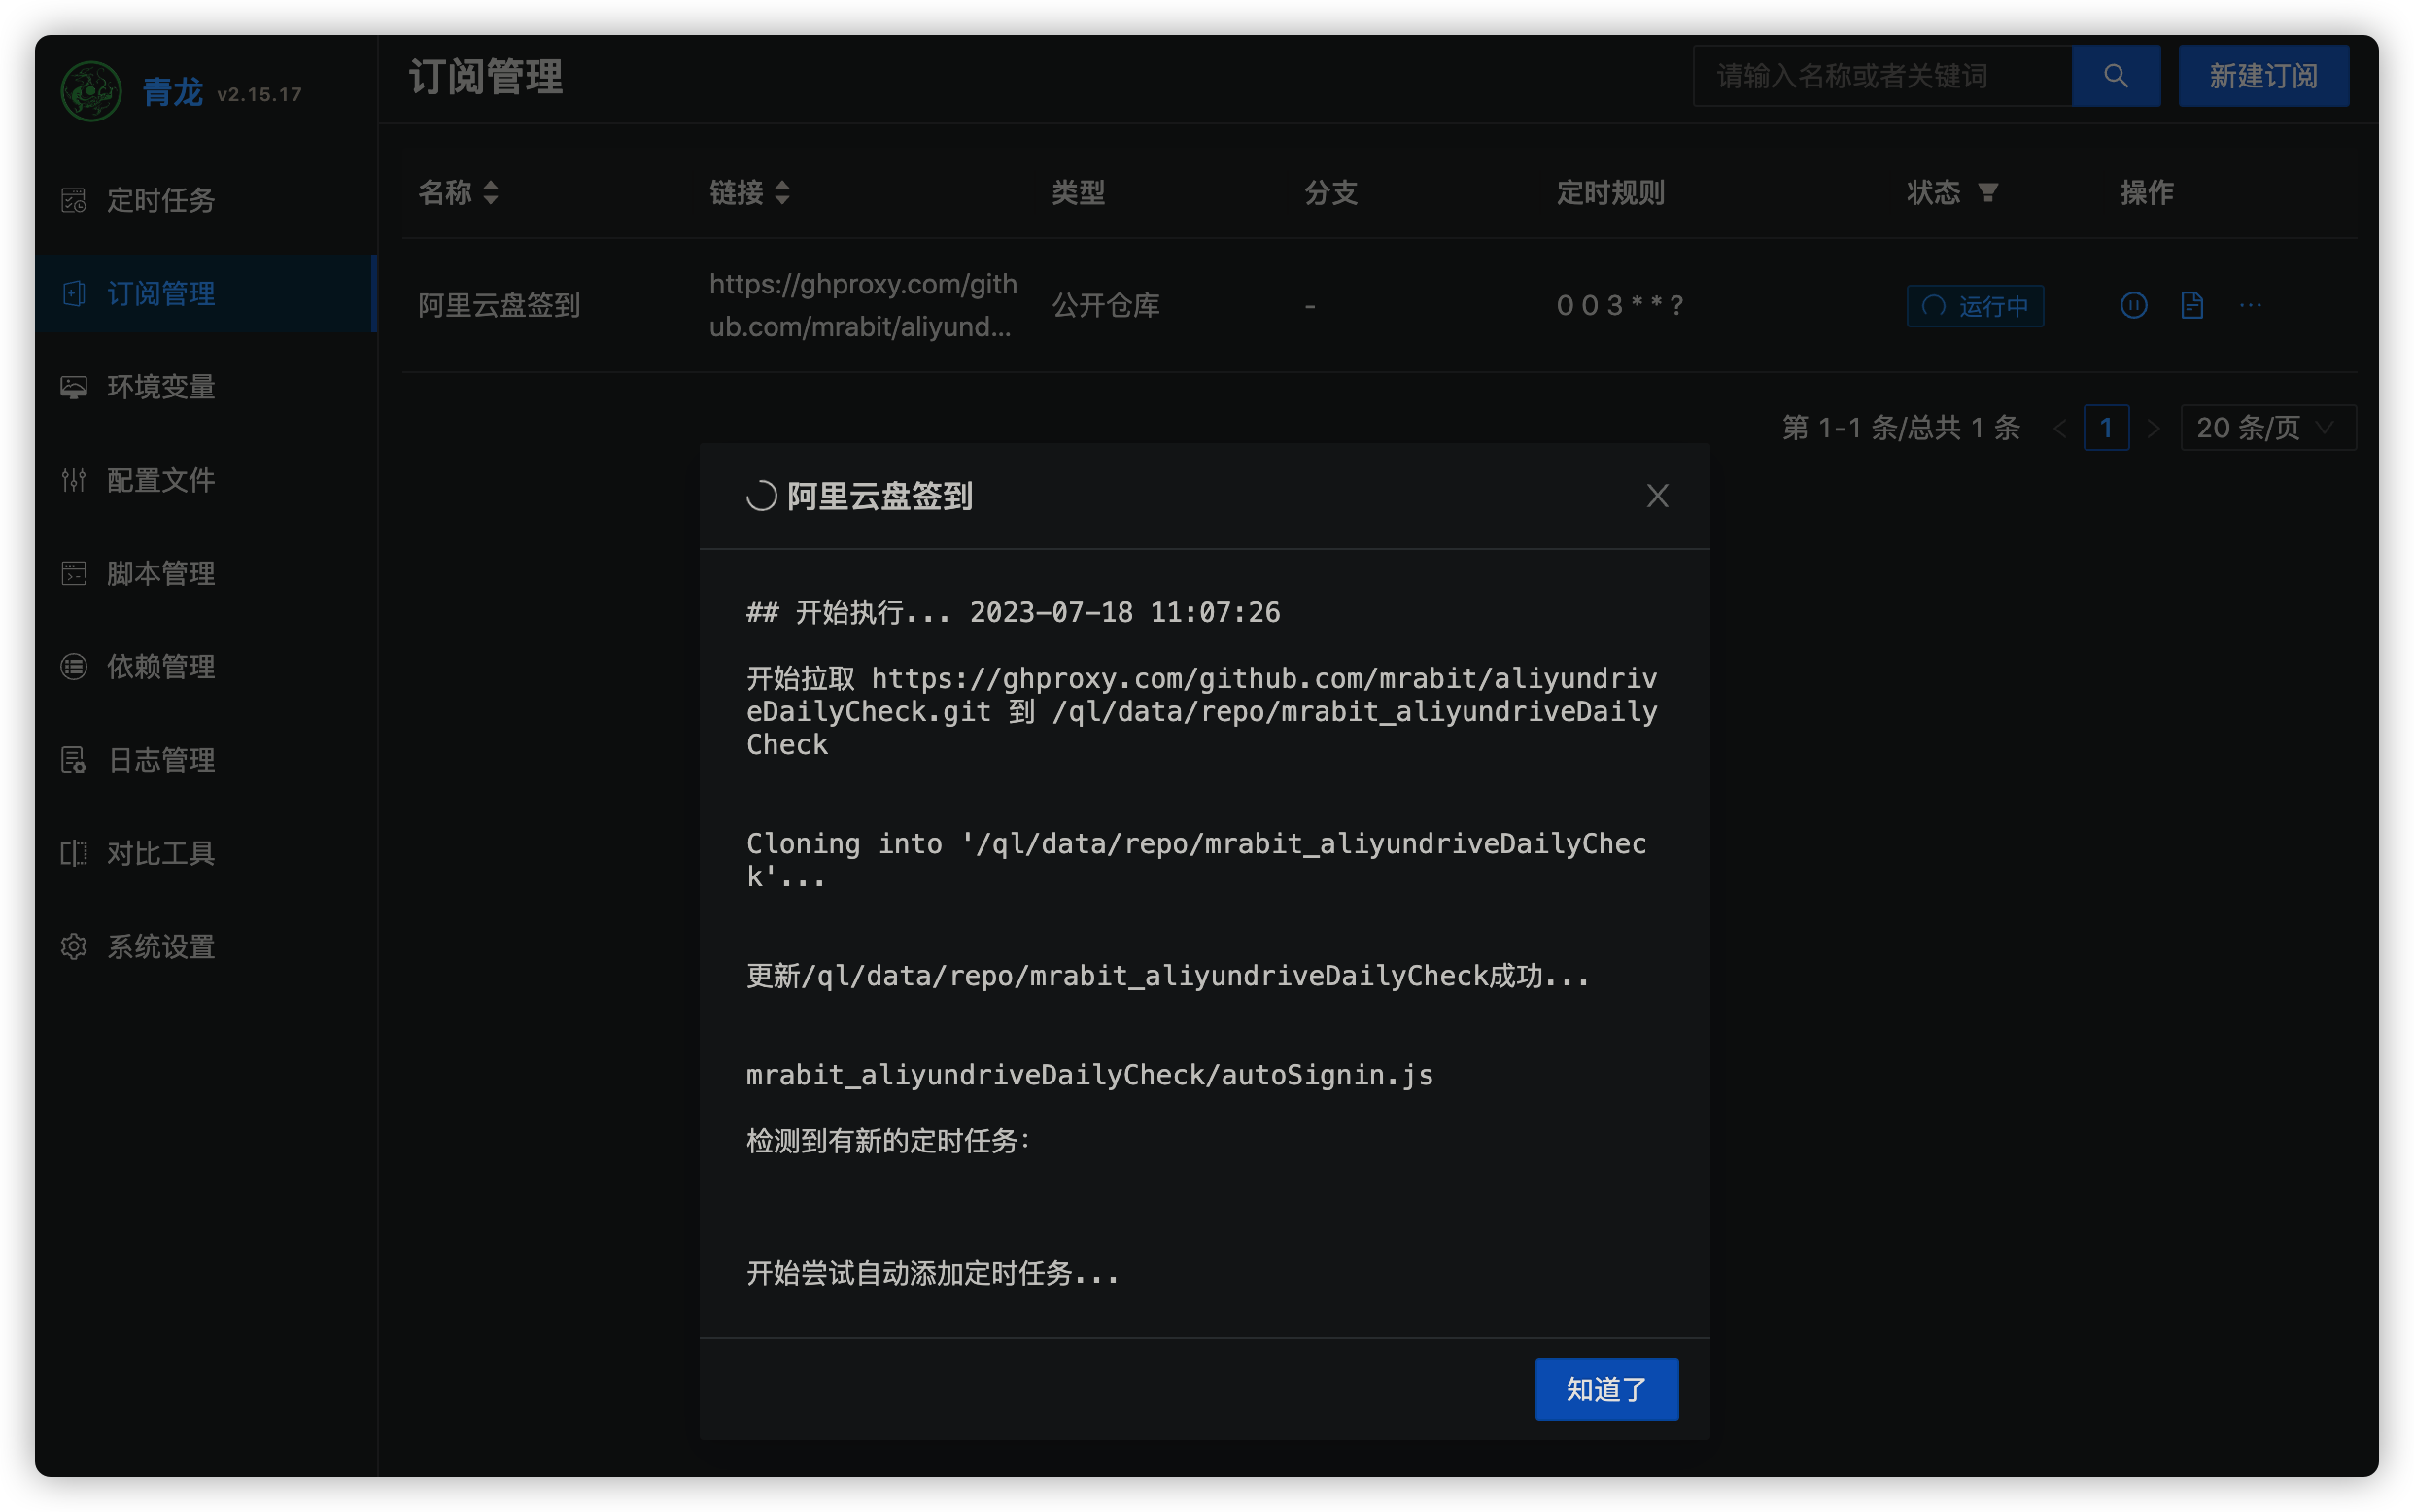 青龙 v2.15.17
定时任务
订阅管理
环境变量
配置文件
脚本管理
依赖管理
日志管理
对比工具
系统设置
订阅管理
请输入名称或者关键词
新建订阅
名称 链接 类型 分支 定时规则 状态 操作
阿里云盘签到 https://ghproxy.com/gith 公开仓库 - 0 0 3 * * ? 运行中 ...
ub.com/mrabit/aliyund...
第 1-1 条/总共 1 条 < 1 > 20 条/页
阿里云盘签到
## 开始执行... 2023-07-18 11:07:26
开始拉取 https://ghproxy.com/github.com/mrabit/aliyundriv
eDailyCheck.git 到 /ql/data/repo/mrabit_aliyundriveDaily
Check
Cloning into '/ql/data/repo/mrabit_aliyundriveDailyChec
k'...
更新/ql/data/repo/mrabit_aliyundriveDailyCheck成功...
mrabit_aliyundriveDailyCheck/autoSignin.js
检测到有新的定时任务：
开始尝试自动添加定时任务...
知道了